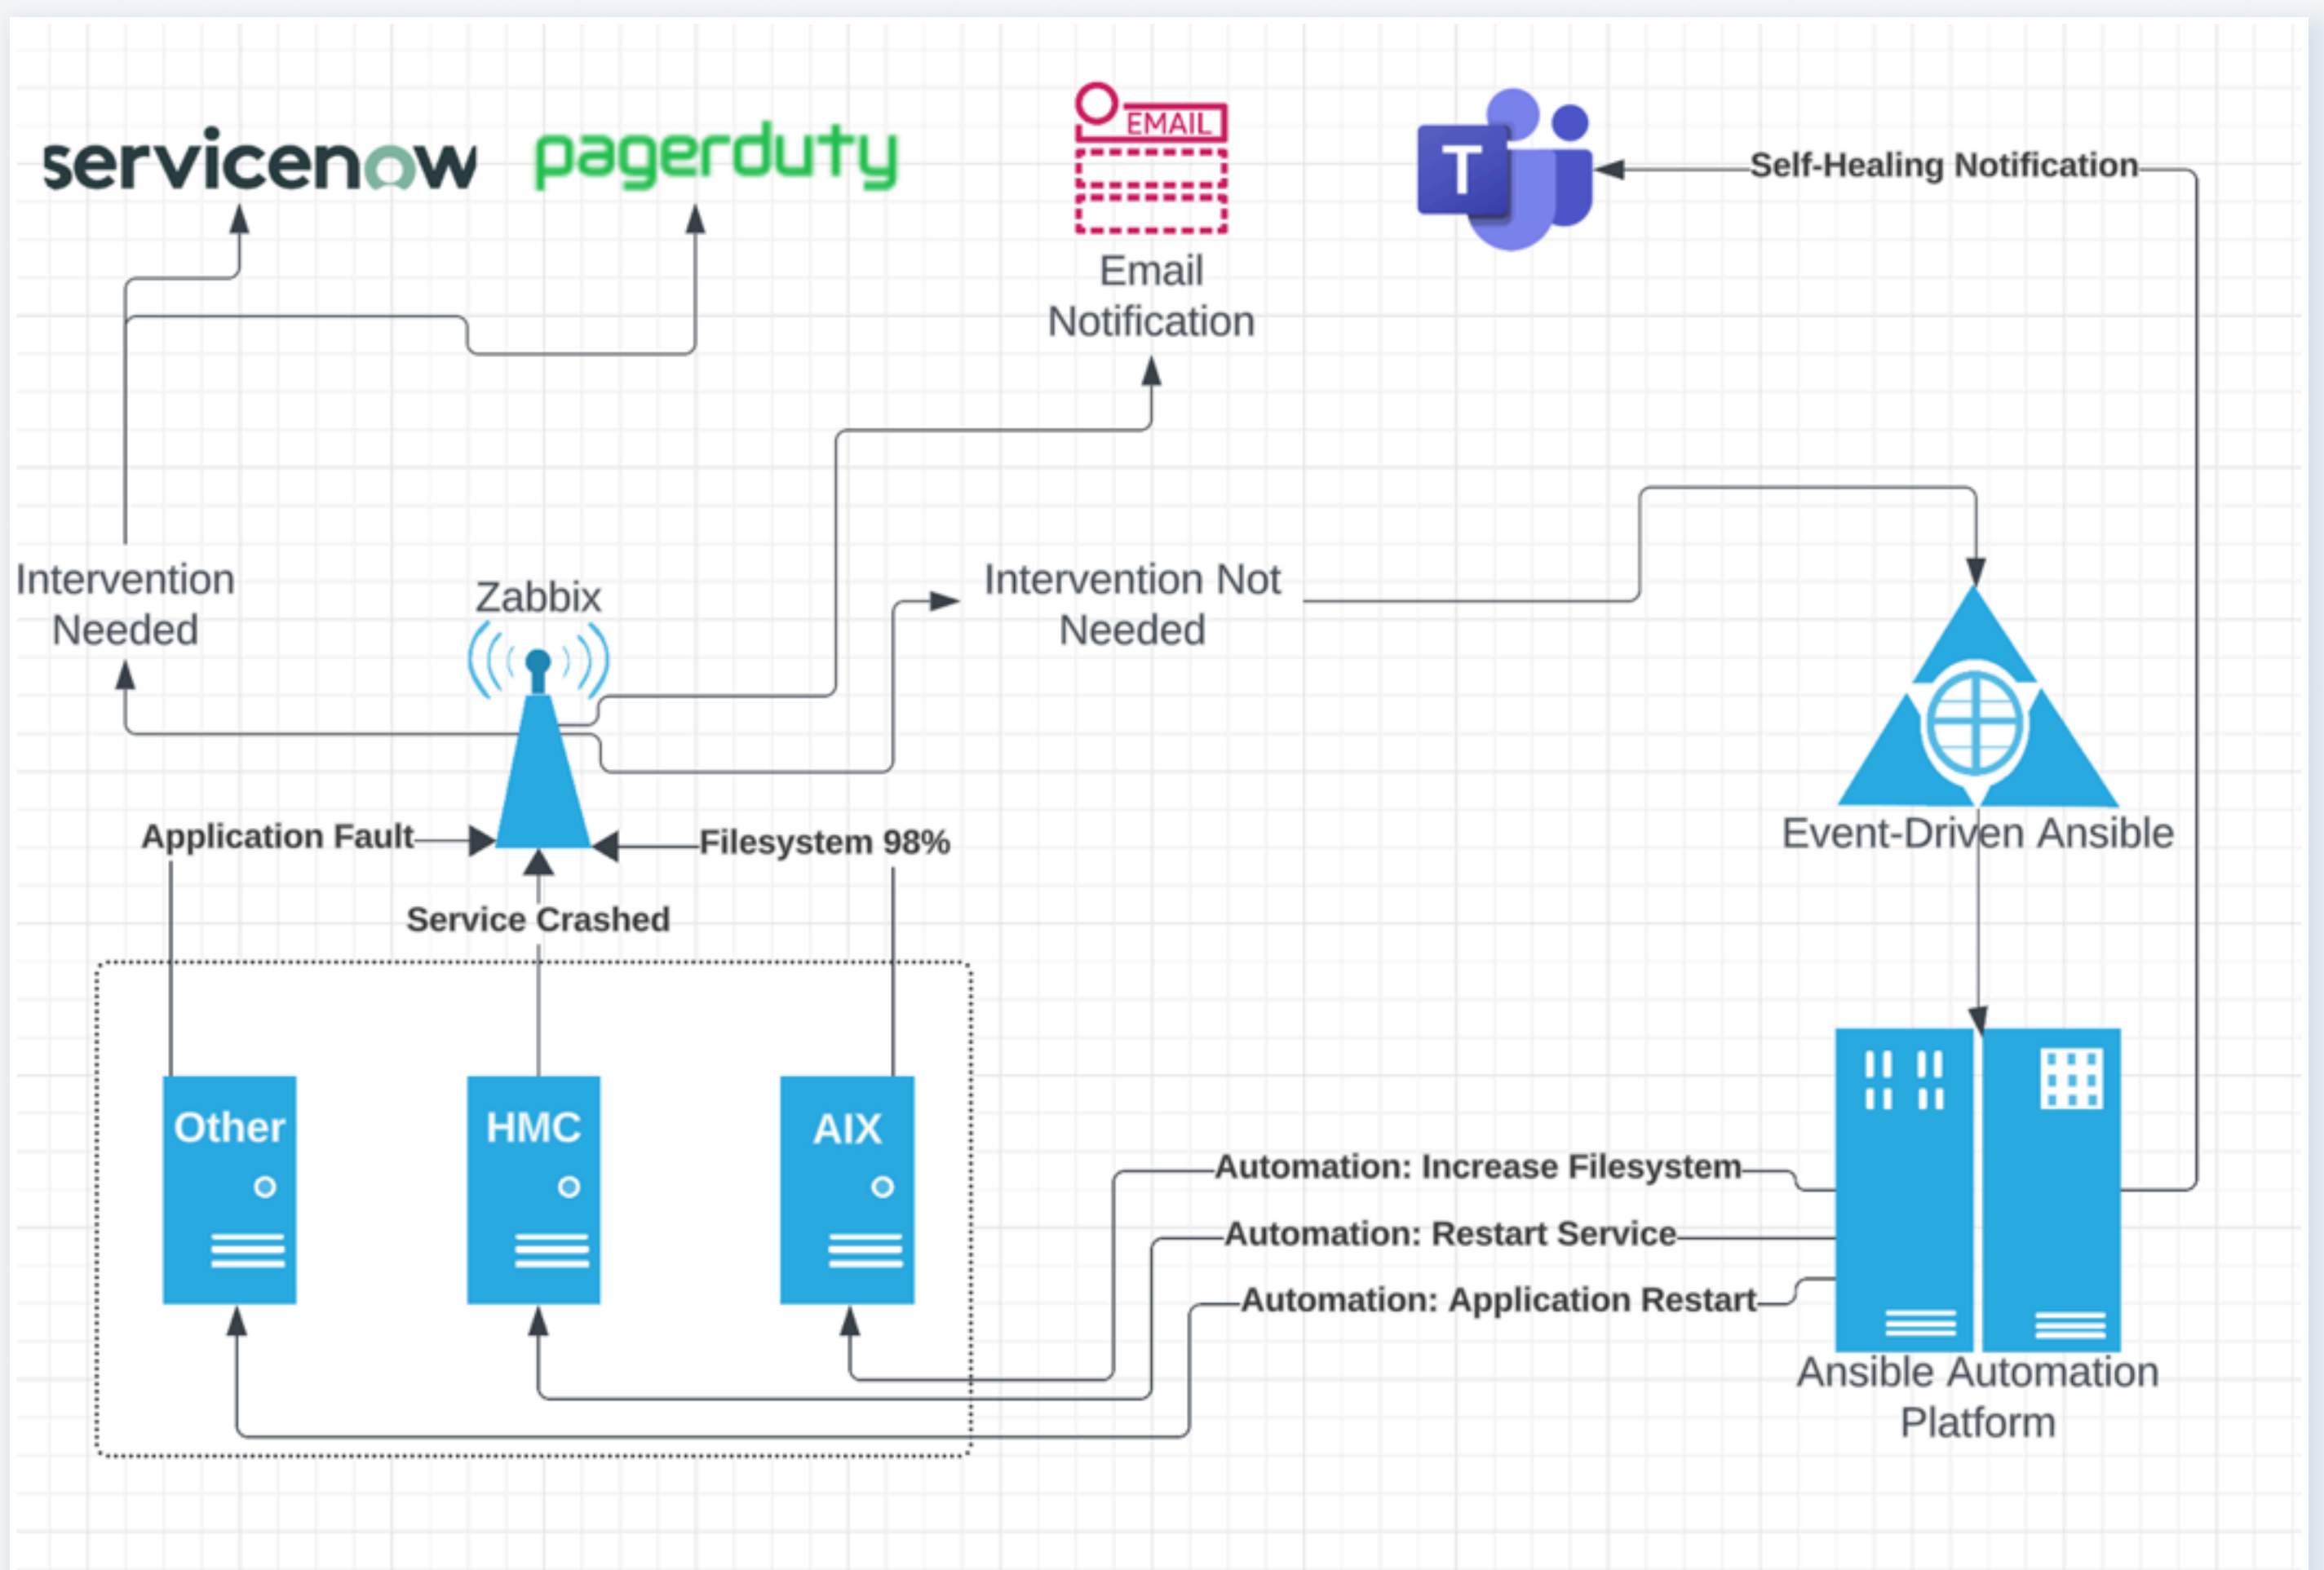 servicenow
pagerduty
EMAIL
Email
Notification
T
Self-Healing Notification
Intervention
Needed
Zabbix
Intervention Not
Needed
Application Fault
Filesystem 98%
Service Crashed
Event-Driven Ansible
Other
HMC
AIX
Automation: Increase Filesystem
Automation: Restart Service
Automation: Application Restart
Ansible Automation
Platform